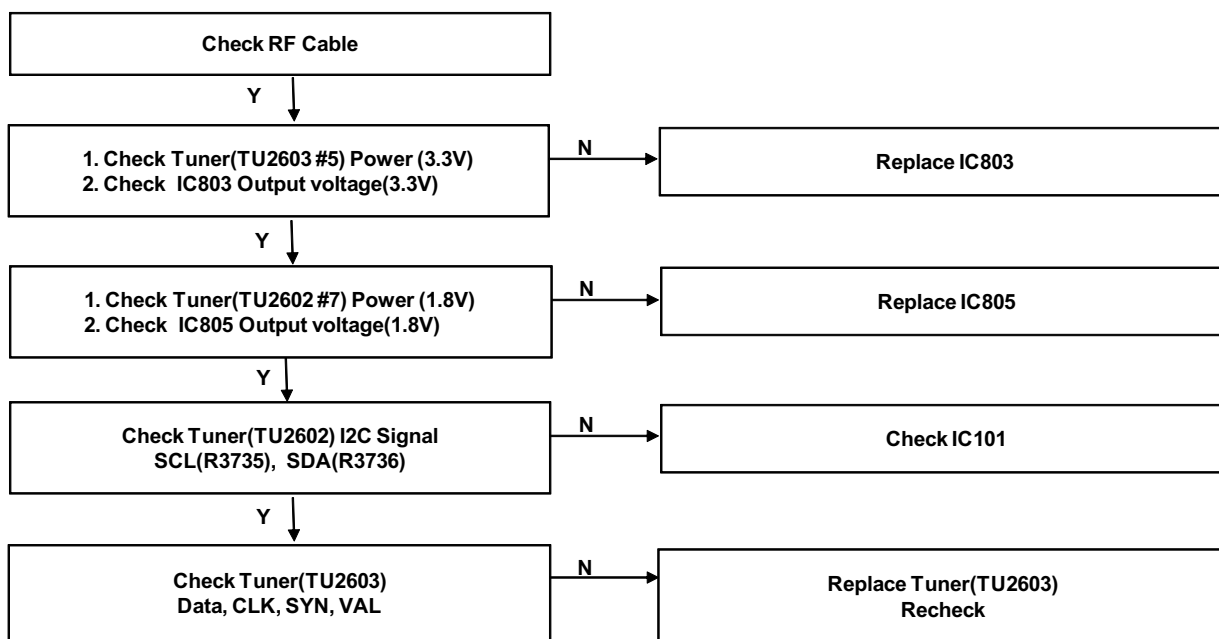 Check RF Cable
Y
1. Check Tuner(TU2603 #5) Power (3.3V)
2. Check IC803 Output voltage(3.3V)
N
Replace IC803
Y
1. Check Tuner(TU2602 #7) Power (1.8V)
2. Check IC805 Output voltage(1.8V)
N
Replace IC805
Y
Check Tuner(TU2602) I2C Signal
SCL(R3735), SDA(R3736)
N
Check IC101
Y
Check Tuner(TU2603)
Data, CLK, SYN, VAL
N
Replace Tuner(TU2603)
Recheck